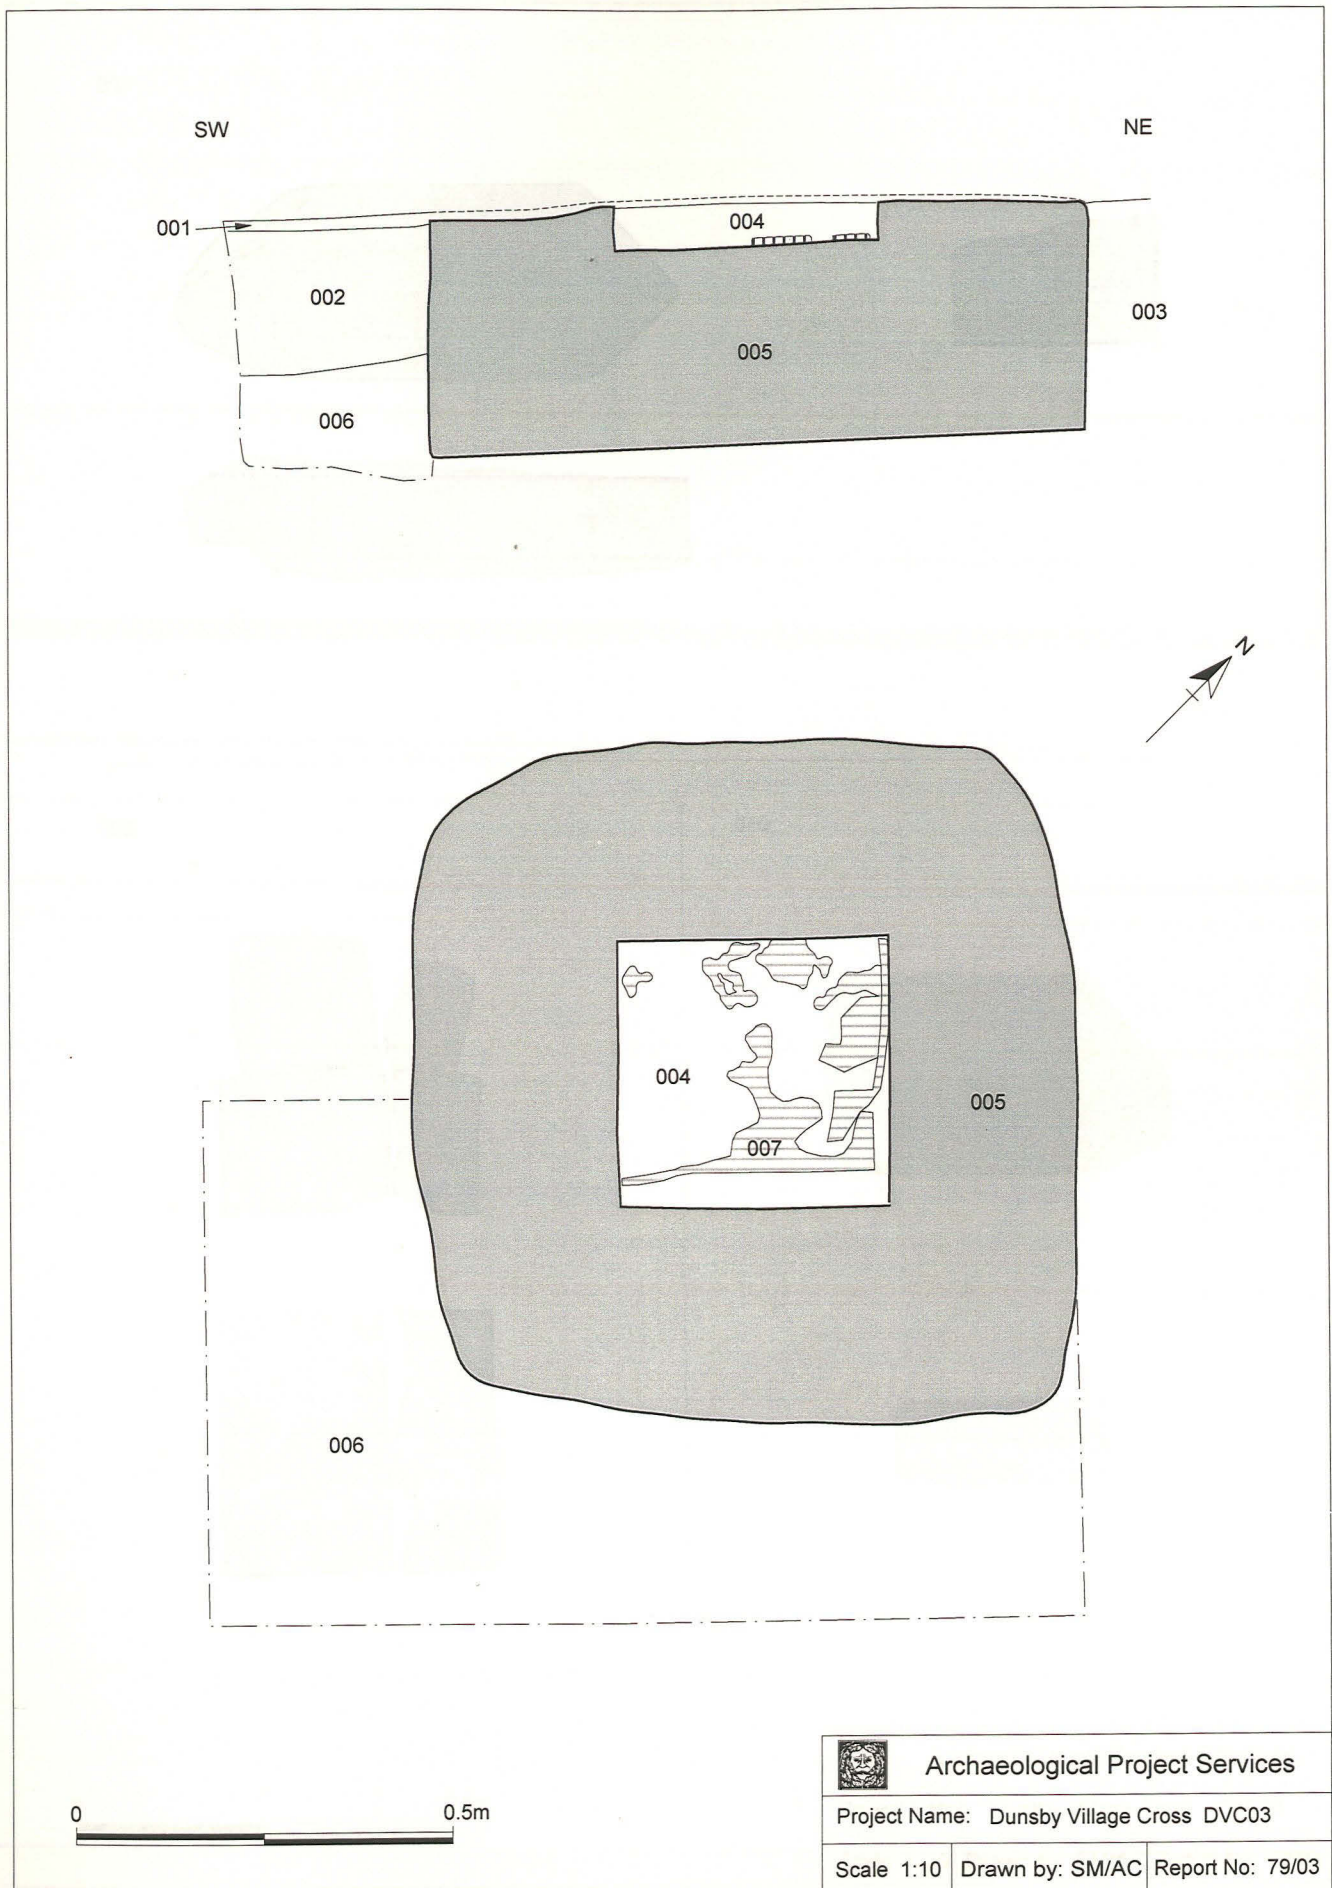 SW
NE
001
004
002
003
005
006
N
004
005
007
006
0
0.5m
Archaeological Project Services
Project Name: Dunsby Village Cross DVC03
Scale 1:10
Drawn by: SM/AC
Report No: 79/03